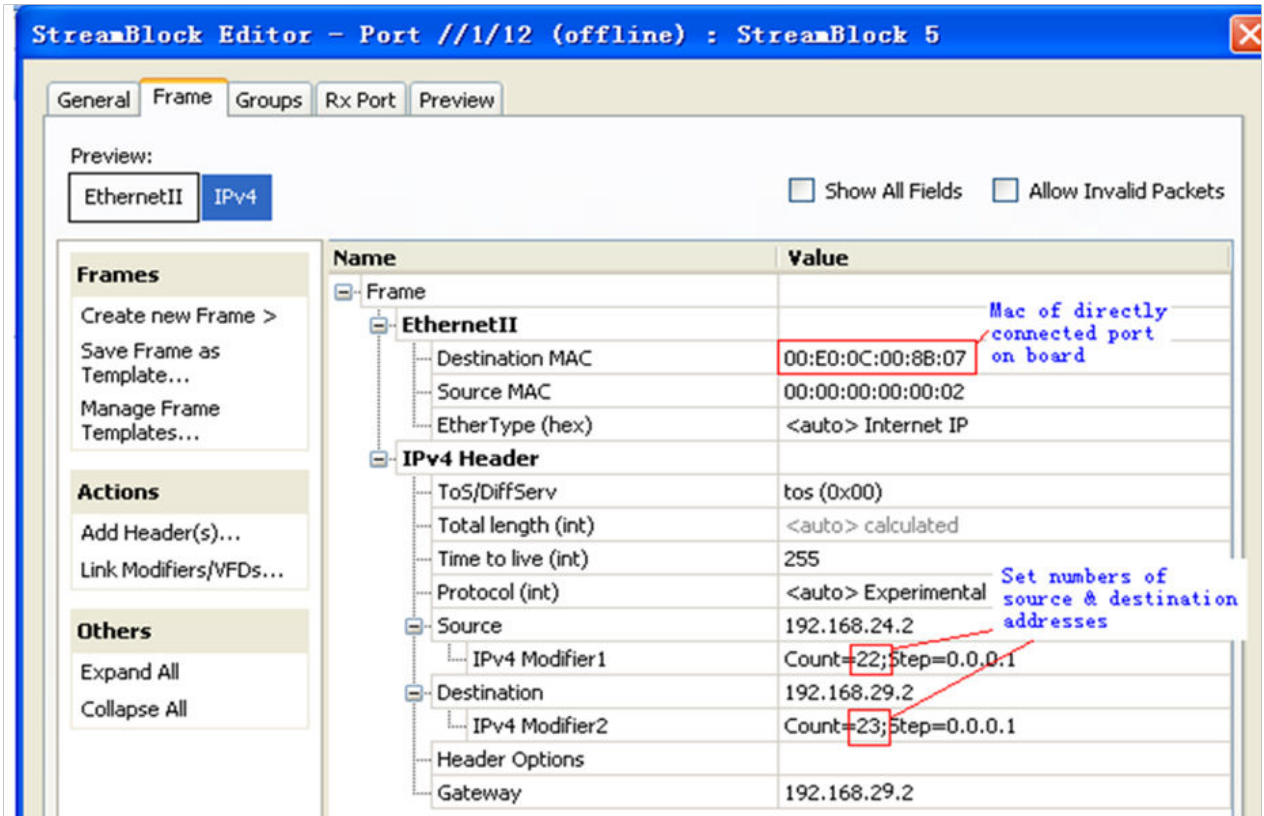 StreamBlock Editor - Port //1/12 (offline) : StreamBlock 5
General Frame Groups Rx Port Preview
Preview:
EthernetII IPv4
Show All Fields Allow Invalid Packets
Frames
Create new Frame >
Save Frame as
Template...
Manage Frame
Templates...
Actions
Add Header(s)...
Link Modifiers/VFDs...
Others
Expand All
Collapse All
Name Value
Frame
EthernetII
Destination MAC 00:E0:0C:00:8B:07
Mac of directly
connected port
on board
Source MAC 00:00:00:00:00:02
EtherType (hex) <auto> Internet IP
IPv4 Header
ToS/DiffServ tos (0x00)
Total length (int) <auto> calculated
Time to live (int) 255
Protocol (int) <auto> Experimental
Set numbers of
source & destination
addresses
Source 192.168.24.2
IPv4 Modifier1 Count=22;Step=0.0.0.1
Destination 192.168.29.2
IPv4 Modifier2 Count=23;Step=0.0.0.1
Header Options
Gateway 192.168.29.2